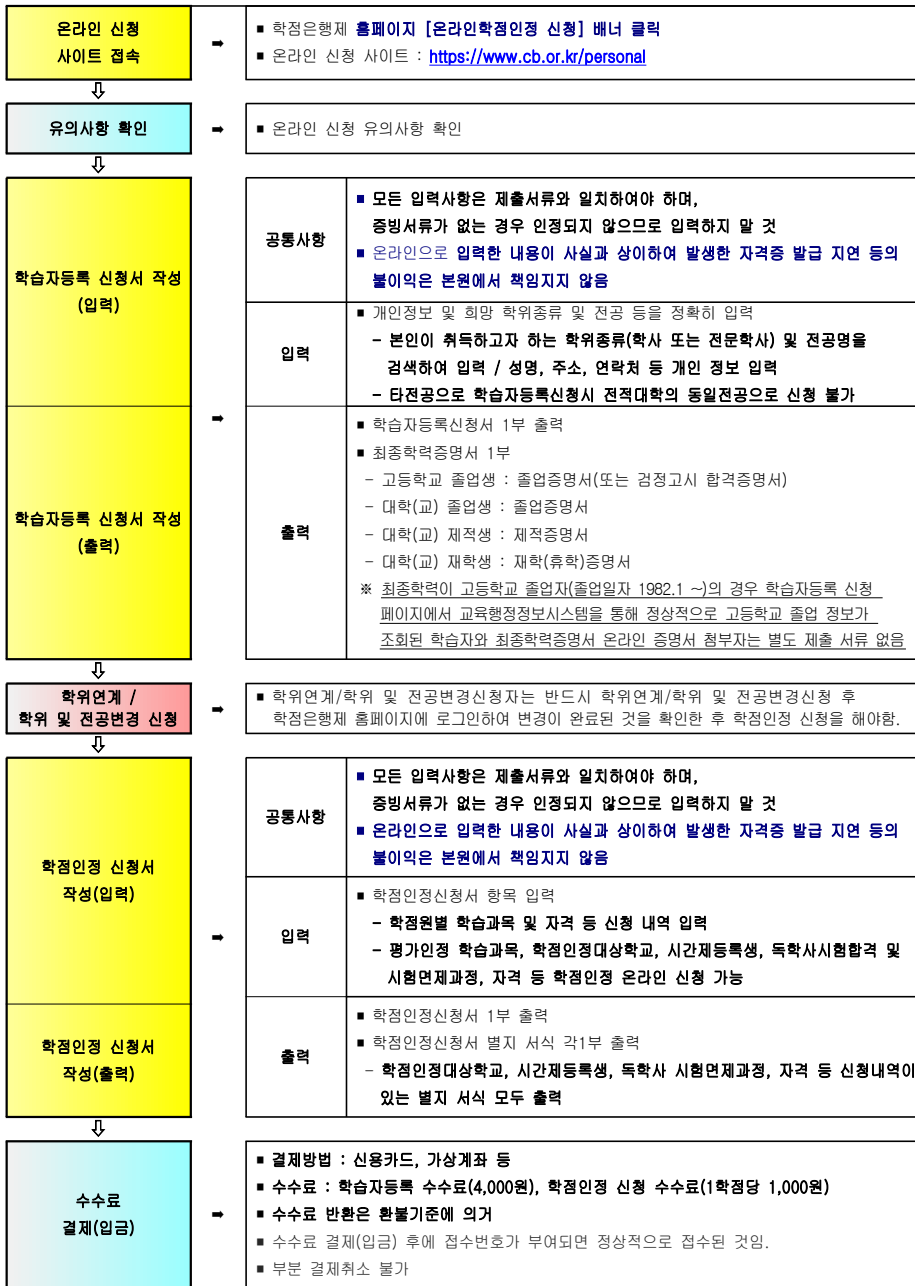 온라인 신청
사이트 접속
➡
■ 학점은행제 홈페이지 [온라인학점인정 신청] 배너 클릭
■ 온라인 신청 사이트 : https://www.cb.or.kr/personal
⇩
유의사항 확인
➡
■ 온라인 신청 유의사항 확인
⇩
학습자등록 신청서 작성
(입력)
공통사항
■ 모든 입력사항은 제출서류와 일치하여야 하며,
증빙서류가 없는 경우 인정되지 않으므로 입력하지 말 것
■ 온라인으로 입력한 내용이 사실과 상이하여 발생한 자격증 발급 지연 등의
불이익은 본원에서 책임지지 않음
입력
■ 개인정보 및 희망 학위종류 및 전공 등을 정확히 입력
- 본인이 취득하고자 하는 학위종류(학사 또는 전문학사) 및 전공명을
검색하여 입력 / 성명, 주소, 연락처 등 개인 정보 입력
- 타전공으로 학습자등록신청시 전적대학의 동일전공으로 신청 불가
➡
학습자등록 신청서 작성
(출력)
출력
■ 학습자등록신청서 1부 출력
■ 최종학력증명서 1부
- 고등학교 졸업생 : 졸업증명서(또는 검정고시 합격증명서)
- 대학(교) 졸업생 : 졸업증명서
- 대학(교) 제적생 : 제적증명서
- 대학(교) 재학생 : 재학(휴학)증명서
※ 최종학력이 고등학교 졸업자(졸업일자 1982.1 ~)의 경우 학습자등록 신청
페이지에서 교육행정정보시스템을 통해 정상적으로 고등학교 졸업 정보가
조회된 학습자와 최종학력증명서 온라인 증명서 첨부자는 별도 제출 서류 없음
⇩
학위연계 /
학위 및 전공변경 신청
➡
■ 학위연계/학위 및 전공변경신청자는 반드시 학위연계/학위 및 전공변경신청 후
학점은행제 홈페이지에 로그인하여 변경이 완료된 것을 확인한 후 학점인정 신청을 해야함.
⇩
학점인정 신청서
작성(입력)
공통사항
■ 모든 입력사항은 제출서류와 일치하여야 하며,
증빙서류가 없는 경우 인정되지 않으므로 입력하지 말 것
■ 온라인으로 입력한 내용이 사실과 상이하여 발생한 자격증 발급 지연 등의
불이익은 본원에서 책임지지 않음
➡
입력
■ 학점인정신청서 항목 입력
- 학점원별 학습과목 및 자격 등 신청 내역 입력
- 평가인정 학습과목, 학점인정대상학교, 시간제등록생, 독학사시험합격 및
시험면제과정, 자격 등 학점인정 온라인 신청 가능
학점인정 신청서
작성(출력)
출력
■ 학점인정신청서 1부 출력
■ 학점인정신청서 별지 서식 각1부 출력
- 학점인정대상학교, 시간제등록생, 독학사 시험면제과정, 자격 등 신청내역이
있는 별지 서식 모두 출력
⇩
수수료
결제(입금)
➡
■ 결제방법 : 신용카드, 가상계좌 등
■ 수수료 : 학습자등록 수수료(4,000원), 학점인정 신청 수수료(1학점당 1,000원)
■ 수수료 반환은 환불기준에 의거
■ 수수료 결제(입금) 후에 접수번호가 부여되면 정상적으로 접수된 것임.
■ 부분 결제취소 불가